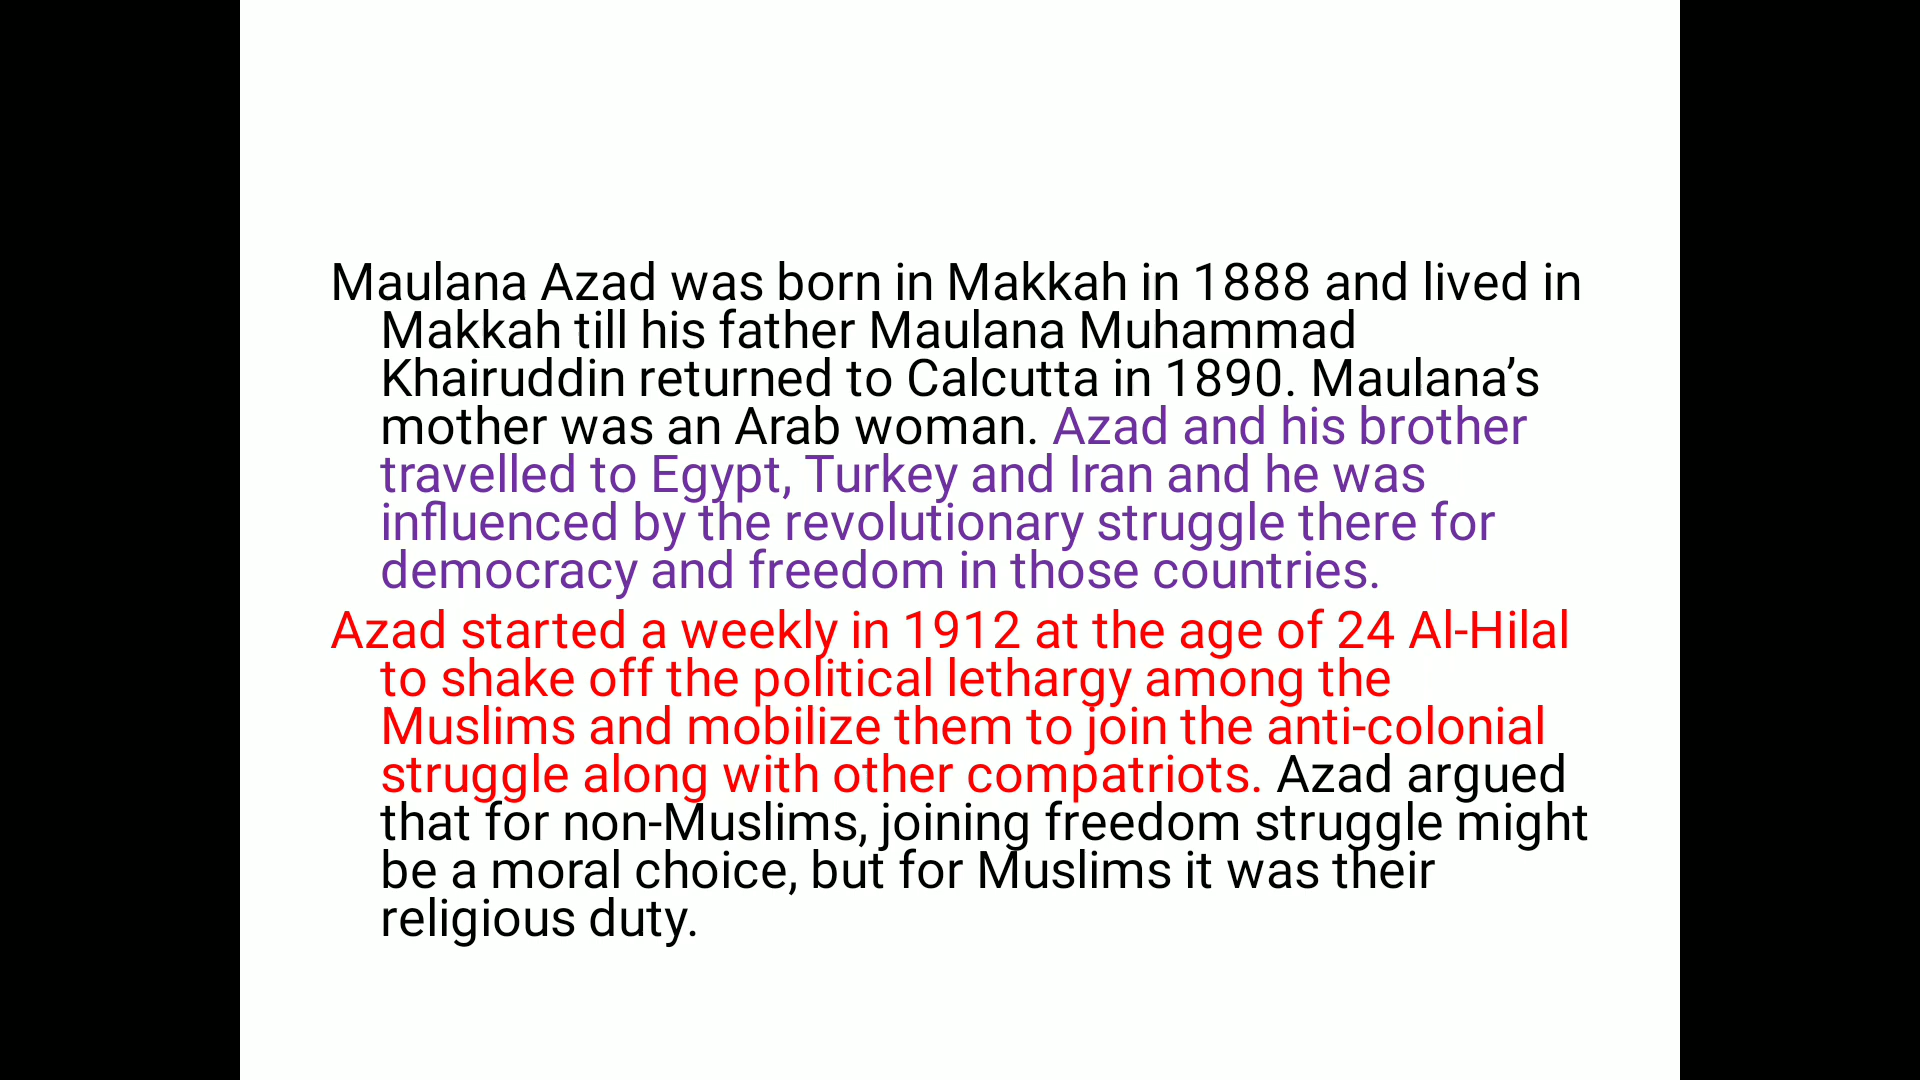 Maulana Azad was born in Makkah in 1888 and lived in
Makkah till his father Maulana Muhammad
Khairuddin returned to Calcutta in 1890. Maulana’s
mother was an Arab woman. Azad and his brother
travelled to Egypt, Turkey and Iran and he was
influenced by the revolutionary struggle there for
democracy and freedom in those countries.
Azad started a weekly in 1912 at the age of 24 Al-Hilal
to shake off the political lethargy among the
Muslims and mobilize them to join the anti-colonial
struggle along with other compatriots. Azad argued
that for non-Muslims, joining freedom struggle might
be a moral choice, but for Muslims it was their
religious duty.